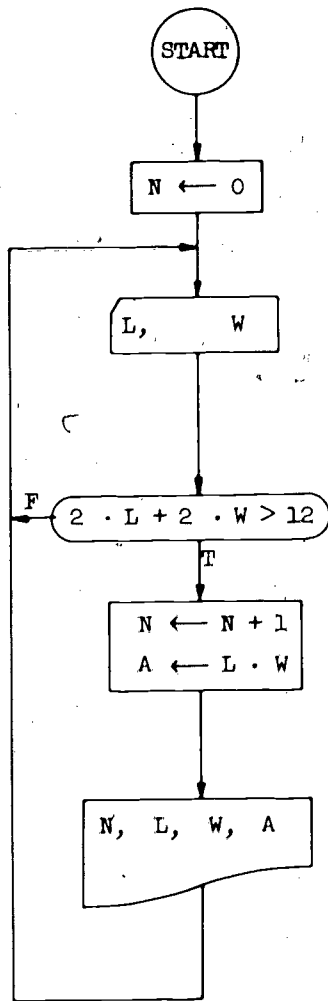 START
N ← 0
L, W
F
2 · L + 2 · W > 12
T
N ← N + 1
A ← L · W
N, L, W, A